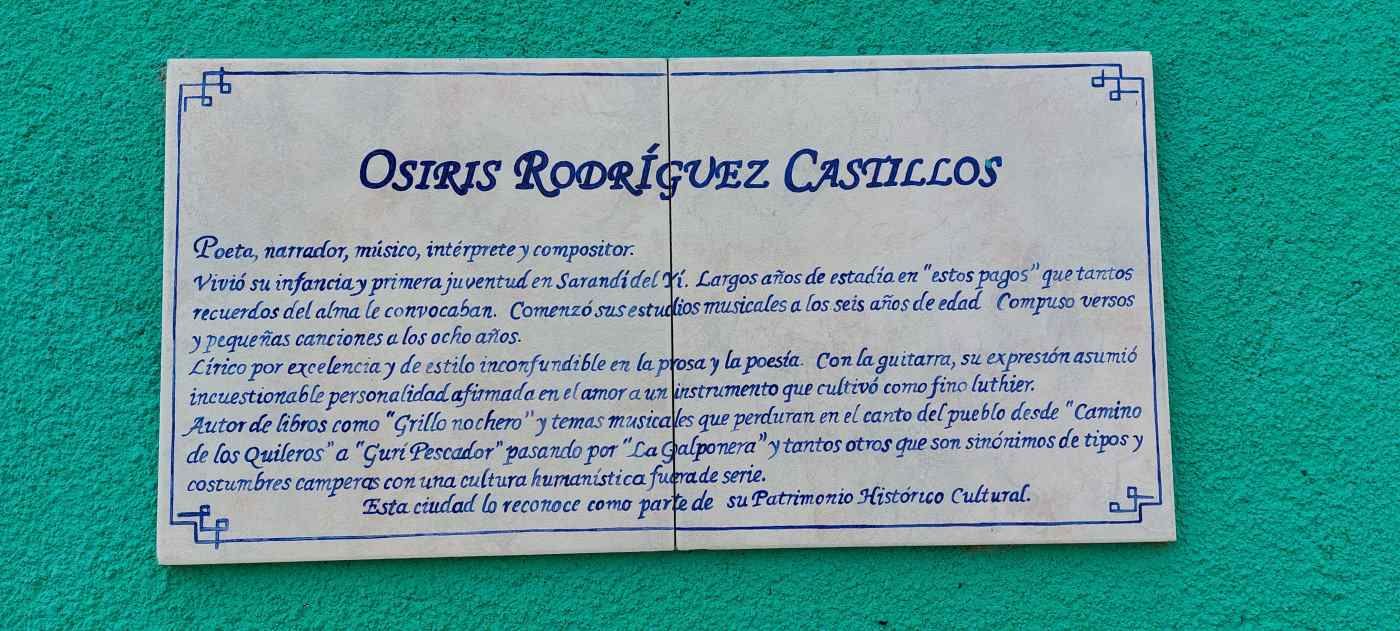 OSIRIS RODRÍGUEZ CASTILLOS
Poeta, narrador, músico, intérprete y compositor.
Vivió su infancia y primera juventud en Sarandí del Yí. Largos años de estadía en "estos pagos" que tantos
recuerdos del alma le convocaban. Comenzó sus estudios musicales a los seis años de edad Compuso versos
y pequeñas canciones a los ocho años.
Lírico por excelencia y de estilo inconfundible en la prosa y la poesía. Con la guitarra, su expresión asumió
incuestionable personalidad afirmada en el amor a un instrumento que cultivó como fino luthier.
Autor de libros como "Grillo nochero" y temas musicales que perduran en el canto del pueblo desde "Camino
de los Quileros" a "Gurí Pescador" pasando por "La Galponera" y tantos otros que son sinónimos de tipos y
costumbres camperas con una cultura humanística fuera de serie.
Esta ciudad lo reconoce como parte de su Patrimonio Histórico Cultural.